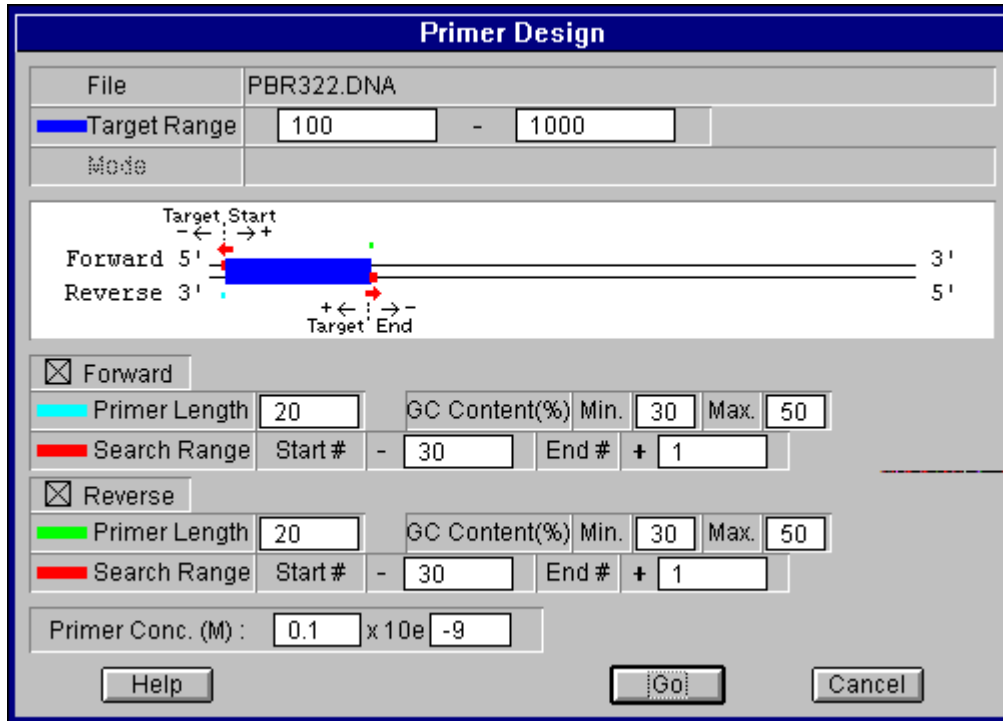 Primer Design
File PBR322.DNA
Target Range 100 - 1000
Mode
Target Start
- ← → +
Forward 5' 3'
Reverse 3' 5'
+ ← → -
Target End
Forward
Primer Length 20 GC Content(%) Min. 30 Max. 50
Search Range Start # - 30 End # + 1
Reverse
Primer Length 20 GC Content(%) Min. 30 Max. 50
Search Range Start # - 30 End # + 1
Primer Conc. (M) : 0.1 x 10e -9
Help Go Cancel